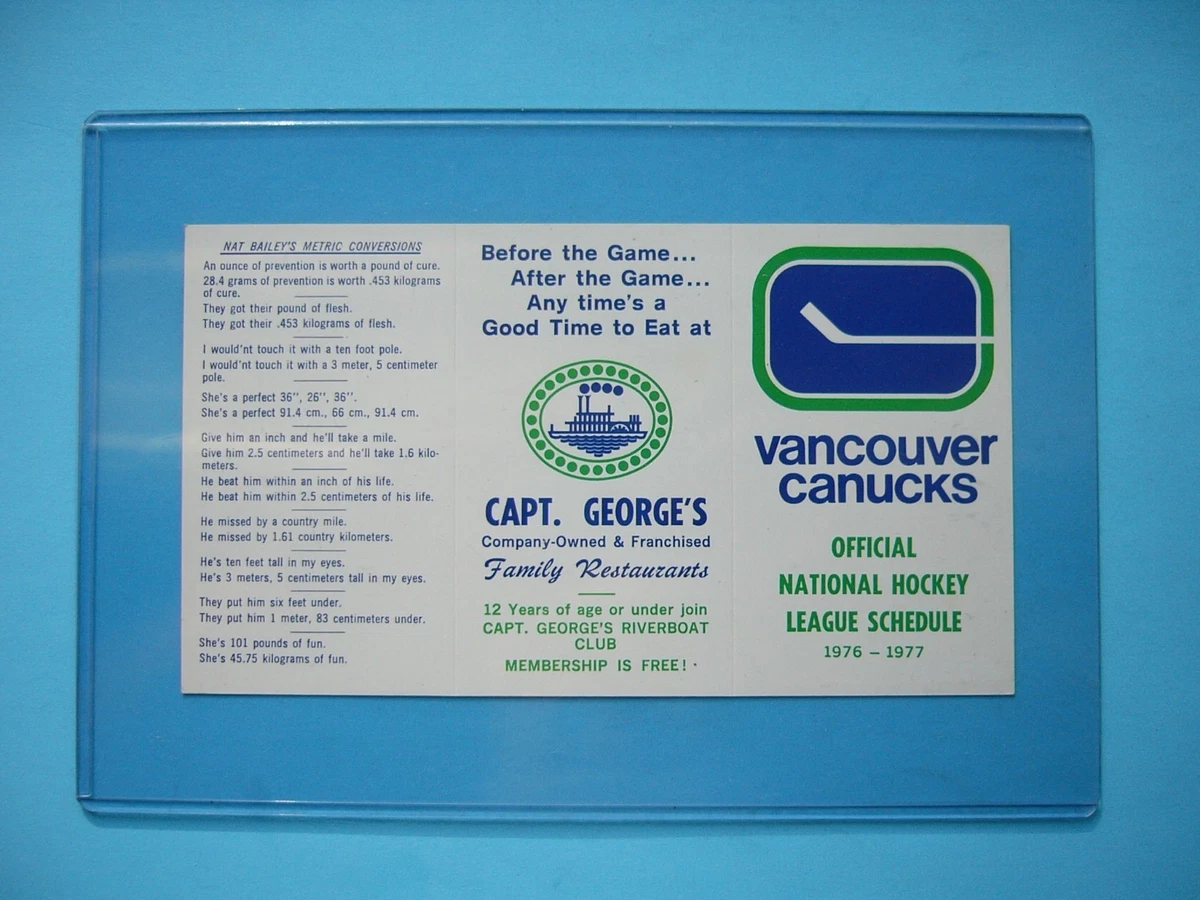 NAT BAILEY'S METRIC CONVERSIONS
An ounce of prevention is worth a pound of cure.
28.4 grams of prevention is worth .453 kilograms
of cure.
They got their pound of flesh.
They got their .453 kilograms of flesh.
I would'nt touch it with a ten foot pole.
I would'nt touch it with a 3 meter, 5 centimeter
pole.
She's a perfect 36", 26", 36".
She's a perfect 91.4 cm., 66 cm., 91.4 cm.
Give him an inch and he'll take a mile.
Give him 2.5 centimeters and he'll take 1.6 kilo-
meters.
He beat him within an inch of his life.
He beat him within 2.5 centimeters of his life.
He missed by a country mile.
He missed by 1.61 country kilometers.
He's ten feet tall in my eyes.
He's 3 meters, 5 centimeters tall in my eyes.
They put him six feet under.
They put him 1 meter, 83 centimeters under.
She's 101 pounds of fun.
She's 45.75 kilograms of fun.
Before the Game...
After the Game...
Any time's a
Good Time to Eat at
CAPT. GEORGE'S
Company-Owned & Franchised
Family Restaurants
12 Years of age or under join
CAPT. GEORGE'S RIVERBOAT
CLUB
MEMBERSHIP IS FREE!
vancouver
canucks
OFFICIAL
NATIONAL HOCKEY
LEAGUE SCHEDULE
1976 – 1977